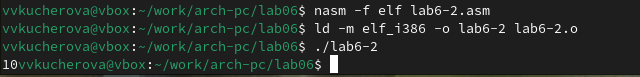 vvkucherova@vbox:~/work/arch-pc/lab06$ nasm -f elf lab6-2.asm
vvkucherova@vbox:~/work/arch-pc/lab06$ ld -m elf_i386 -o lab6-2 lab6-2.o
vvkucherova@vbox:~/work/arch-pc/lab06$ ./lab6-2
10vvkucherova@vbox:~/work/arch-pc/lab06$